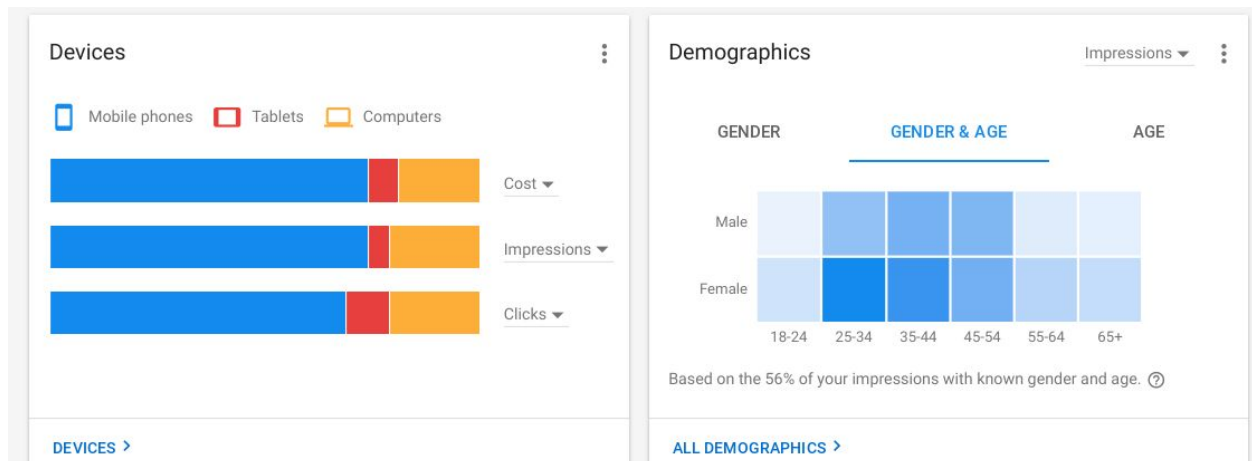 Devices
Mobile phones Tablets Computers
Cost
Impressions
Clicks
DEVICES >
Demographics
Impressions
GENDER GENDER & AGE AGE
Male
Female
18-24 25-34 35-44 45-54 55-64 65+
Based on the 56% of your impressions with known gender and age. ?
ALL DEMOGRAPHICS >